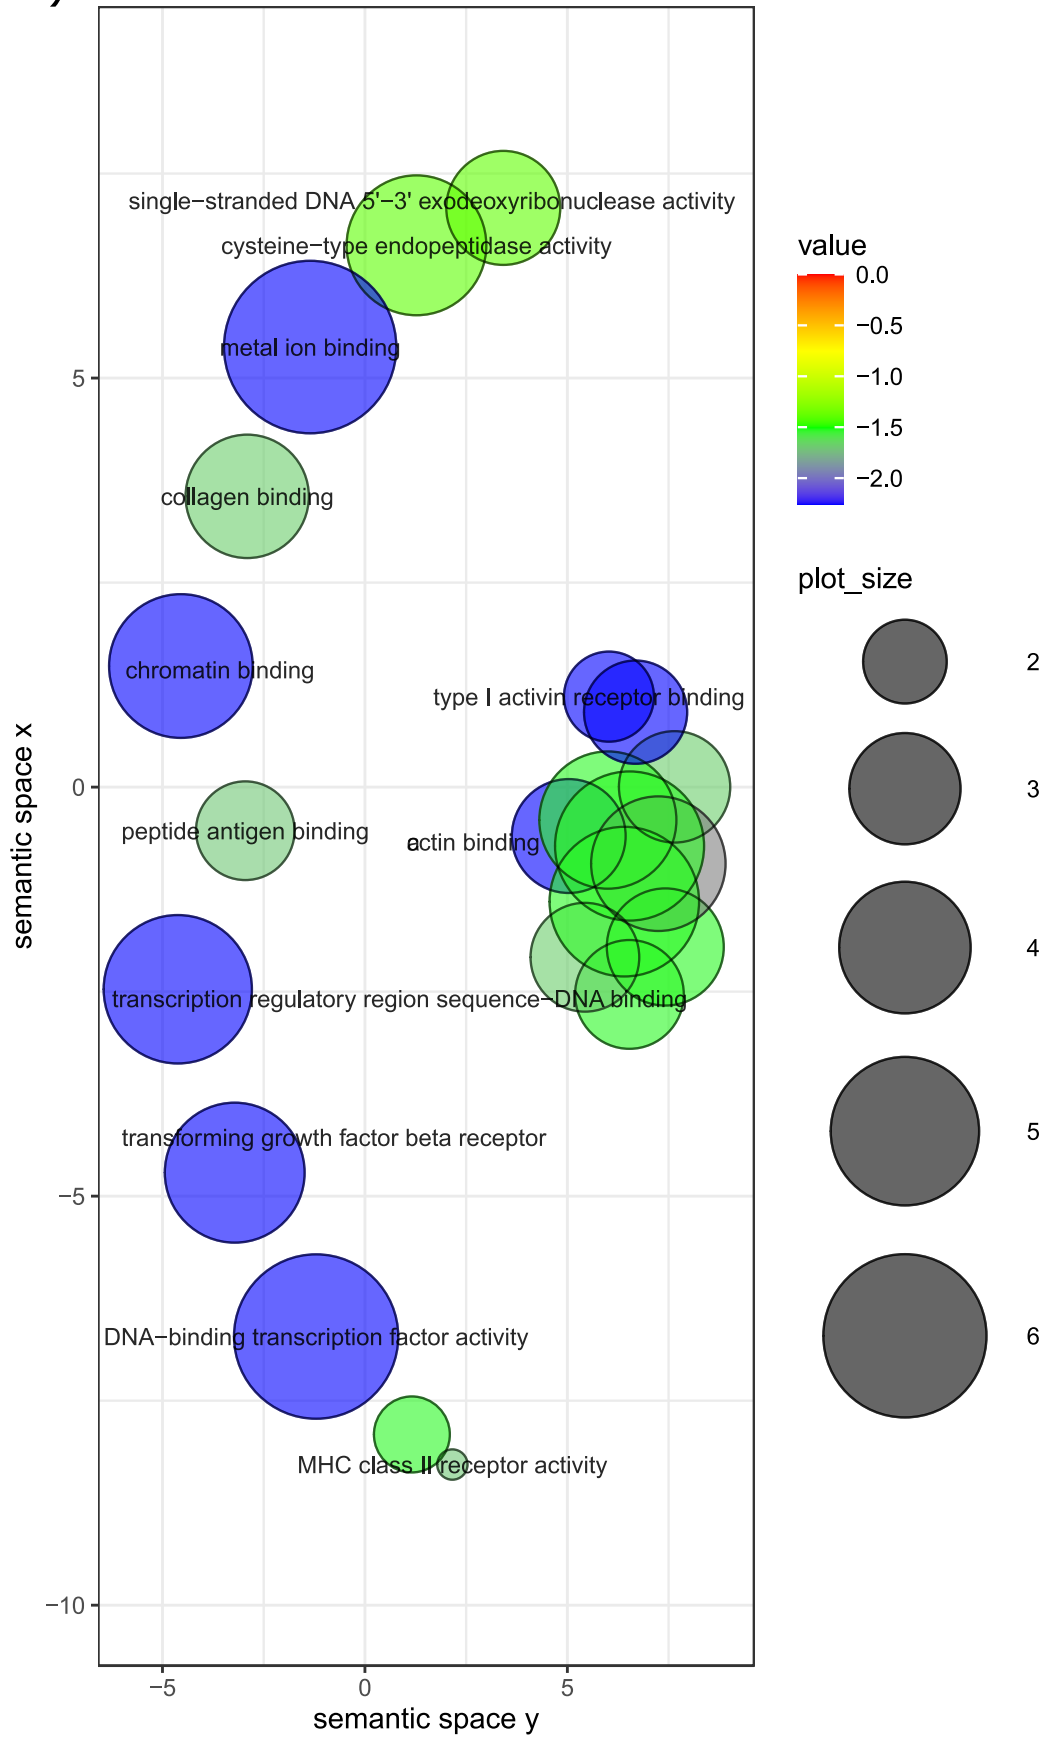 )
single−stranded DNA 5'−3' exodeoxyribonuclease activity
cysteine−type endopeptidase activity
metal ion binding
collagen binding
chromatin binding
type I activin receptor binding
peptide antigen binding
actin binding
transcription regulatory region sequence−DNA binding
transforming growth factor beta receptor
DNA−binding transcription factor activity
MHC class II receptor activity
5
0
−5
−10
semantic space x
−5
0
5
semantic space y
value
0.0
−0.5
−1.0
−1.5
−2.0
plot_size
2
3
4
5
6